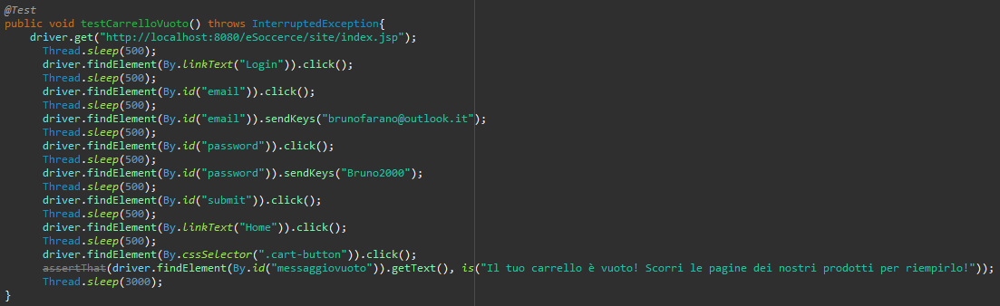 @Test
public void testCarrelloVuoto() throws InterruptedException{
driver.get("http://localhost:8080/eSoccerce/site/index.jsp");
Thread.sleep(500);
driver.findElement(By.linkText("Login")).click();
Thread.sleep(500);
driver.findElement(By.id("email")).click();
Thread.sleep(500);
driver.findElement(By.id("email")).sendKeys("brunofarano@outlook.it");
Thread.sleep(500);
driver.findElement(By.id("password")).click();
Thread.sleep(500);
driver.findElement(By.id("password")).sendKeys("Bruno2000");
Thread.sleep(500);
driver.findElement(By.id("submit")).click();
Thread.sleep(500);
driver.findElement(By.linkText("Home")).click();
Thread.sleep(500);
driver.findElement(By.cssSelector(".cart-button")).click();
assertThat(driver.findElement(By.id("messaggiovuoto")).getText(), is("Il tuo carrello è vuoto! Scorri le pagine dei nostri prodotti per riempirlo!"));
Thread.sleep(3000);
}